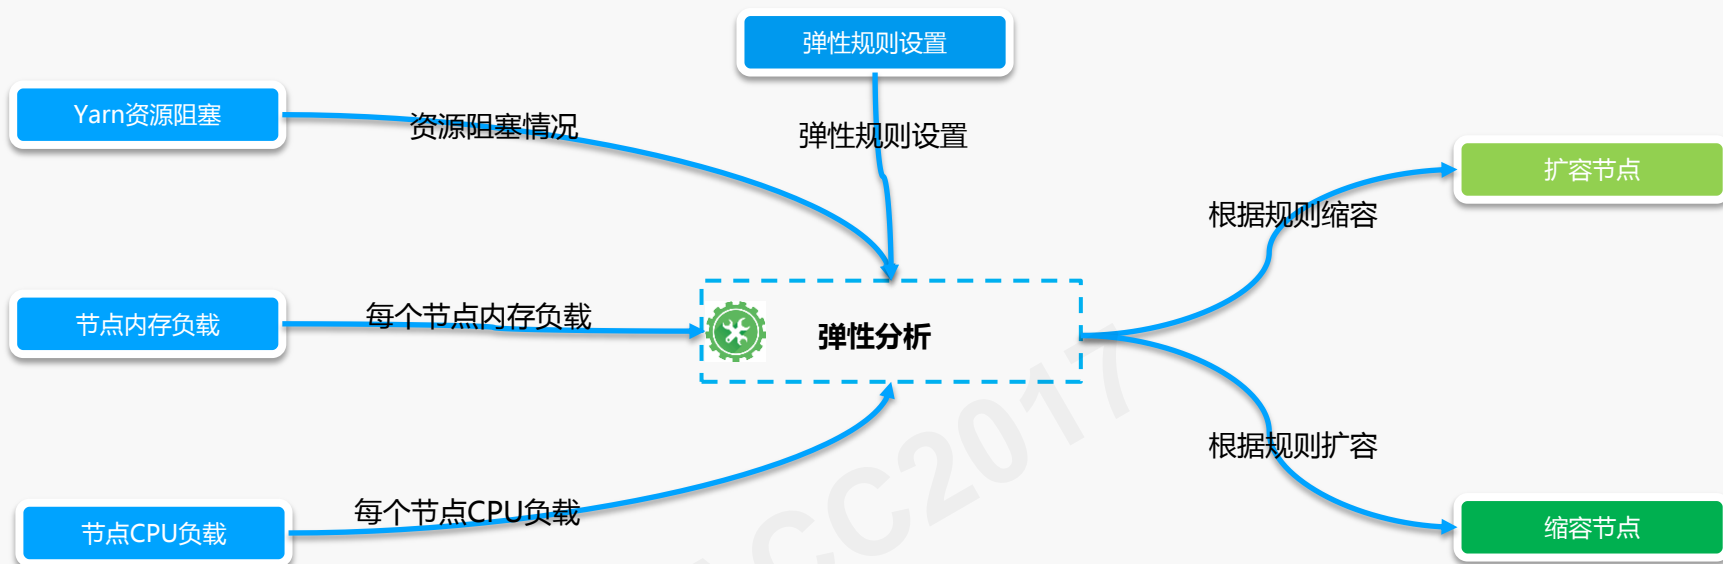 弹性规则设置
Yarn资源阻塞
资源阻塞情况
弹性规则设置
扩容节点
根据规则缩容
节点内存负载
每个节点内存负载
弹性分析
根据规则扩容
节点CPU负载
每个节点CPU负载
缩容节点
ACC2017